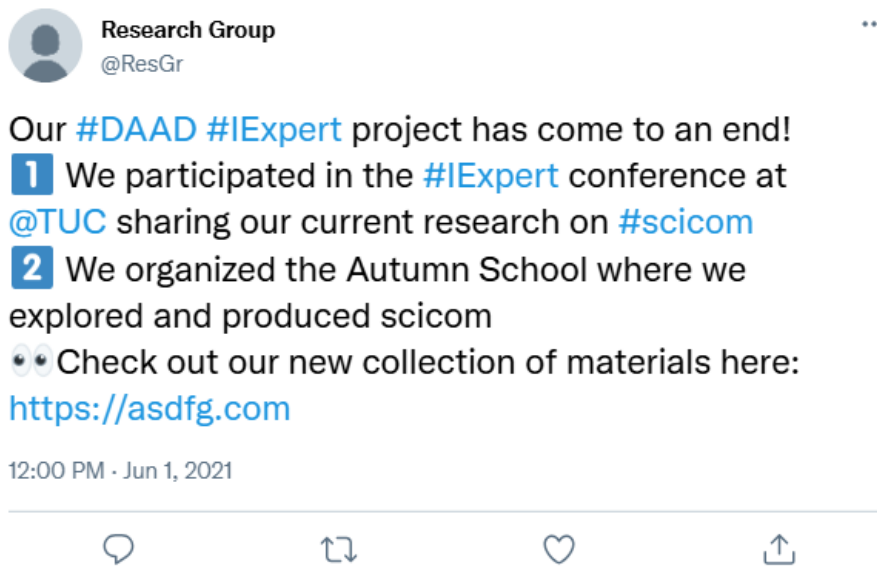 Research Group
@ResGr
Our #DAAD #IExpert project has come to an end!
1️⃣ We participated in the #IExpert conference at
@TUC sharing our current research on #scicom
2️⃣ We organized the Autumn School where we
explored and produced scicom
👀Check out our new collection of materials here:
https://asdfg.com
12:00 PM · Jun 1, 2021